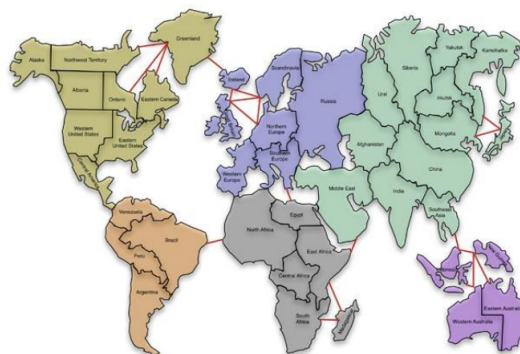 Greenland
Alaska
Northwest Territory
Alberta
Ontario
Eastern Canada
Western
United States
Eastern
United States
Venezuela
Brazil
Peru
Argentina
Iceland
Scandinavia
Russia
Northern
Europe
Southern
Europe
Western
Europe
North Africa
Egypt
East Africa
Central Africa
South
Africa
Madagascar
Ural
Siberia
Yakutsk
Kamchatka
Irkutsk
Mongolia
Afghanistan
China
Middle East
India
Southeast
Asia
Western Australia
Eastern Australia